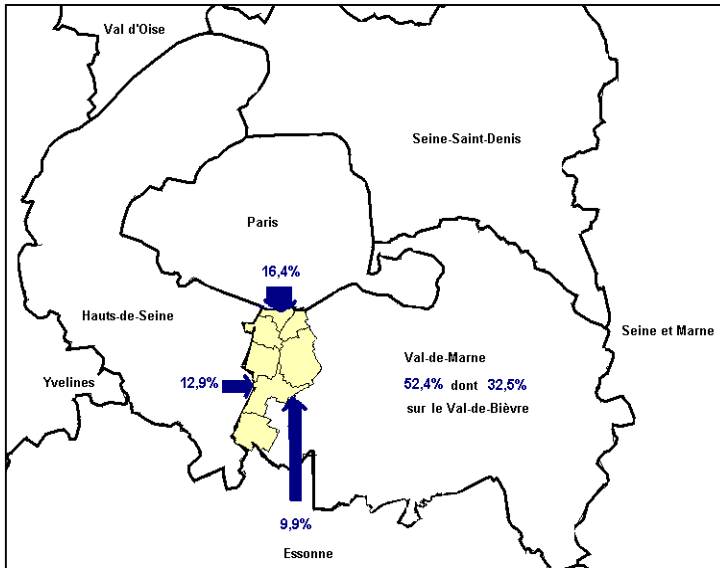 Val d'Oise
Seine-Saint-Denis
Paris
16,4%
Hauts-de-Seine
Seine et Marne
Val-de-Marne
Yvelines
12,9%
52,4% dont 32,5%
sur le Val-de-Bièvre
9,9%
Essonne